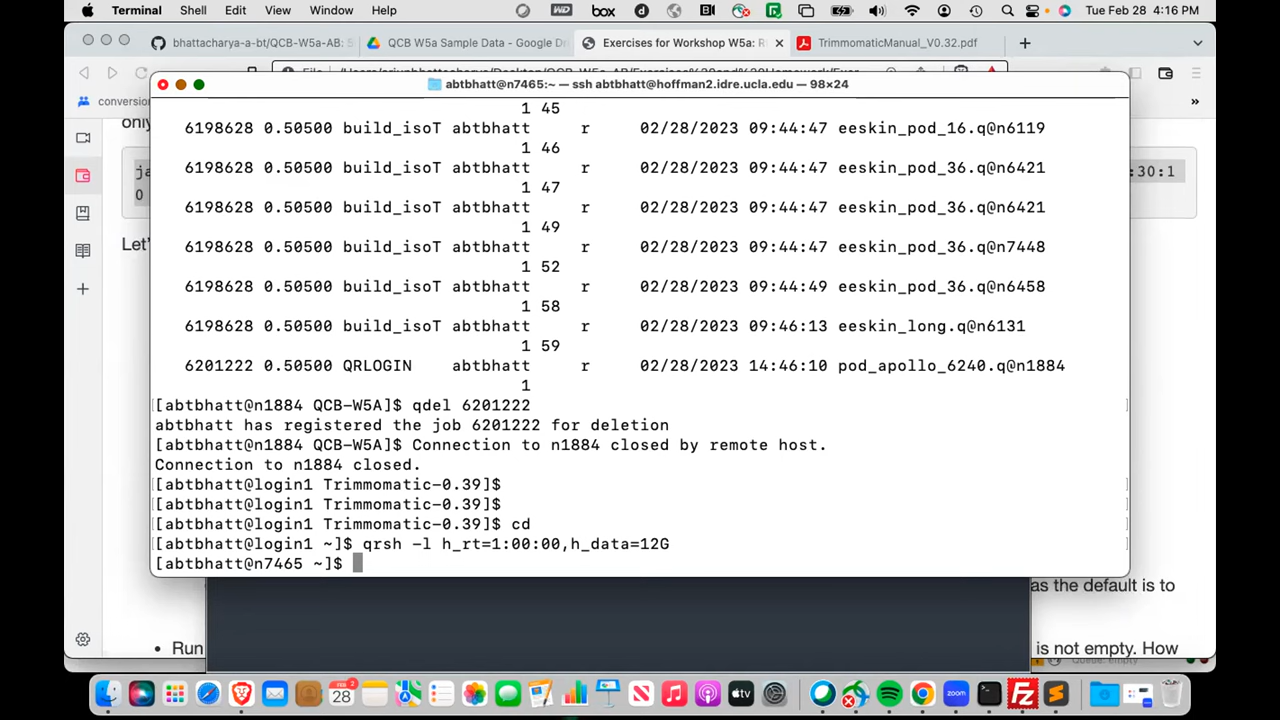 Terminal Shell Edit View Window Help Tue Feb 28 4:16 PM
bhattacharya-a-bt/QCB-W5a-AB: S QCB W5a Sample Data - Google Dr Exercises for Workshop W5a: R TrimmomaticManual_V0.32.pdf
abtbhatt@n7465:~ — ssh abtbhatt@hoffman2.idre.ucla.edu — 98×24
conversion
only
1 45
6198628 0.50500 build_isoT abtbhatt r 02/28/2023 09:44:47 eeskin_pod_16.q@n6119
1 46
6198628 0.50500 build_isoT abtbhatt r 02/28/2023 09:44:47 eeskin_pod_36.q@n6421
ja :30:1
1 47
0
6198628 0.50500 build_isoT abtbhatt r 02/28/2023 09:44:47 eeskin_pod_36.q@n6421
1 49
Let'
6198628 0.50500 build_isoT abtbhatt r 02/28/2023 09:44:47 eeskin_pod_36.q@n7448
1 52
6198628 0.50500 build_isoT abtbhatt r 02/28/2023 09:44:49 eeskin_pod_36.q@n6458
1 58
6198628 0.50500 build_isoT abtbhatt r 02/28/2023 09:46:13 eeskin_long.q@n6131
1 59
6201222 0.50500 QRLOGIN abtbhatt r 02/28/2023 14:46:10 pod_apollo_6240.q@n1884
1
[abtbhatt@n1884 QCB-W5A]$ qdel 6201222
abtbhatt has registered the job 6201222 for deletion
[abtbhatt@n1884 QCB-W5A]$ Connection to n1884 closed by remote host.
Connection to n1884 closed.
[abtbhatt@login1 Trimmomatic-0.39]$
[abtbhatt@login1 Trimmomatic-0.39]$
[abtbhatt@login1 Trimmomatic-0.39]$ cd
[abtbhatt@login1 ~]$ qrsh -l h_rt=1:00:00,h_data=12G
[abtbhatt@n7465 ~]$
as the default is to
Run is not empty. How
Queue: empty
FEB
28
zoom